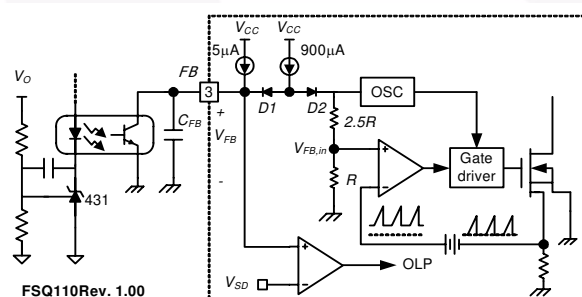 V_CC V_CC
5μA 900μA
V_O
FB
3
D1 D2
OSC
C_FB
+
V_FB
-
2.5R
V_FB,in
R
+
-
Gate
driver
431
+
-
V_SD
OLP
FSQ110Rev. 1.00